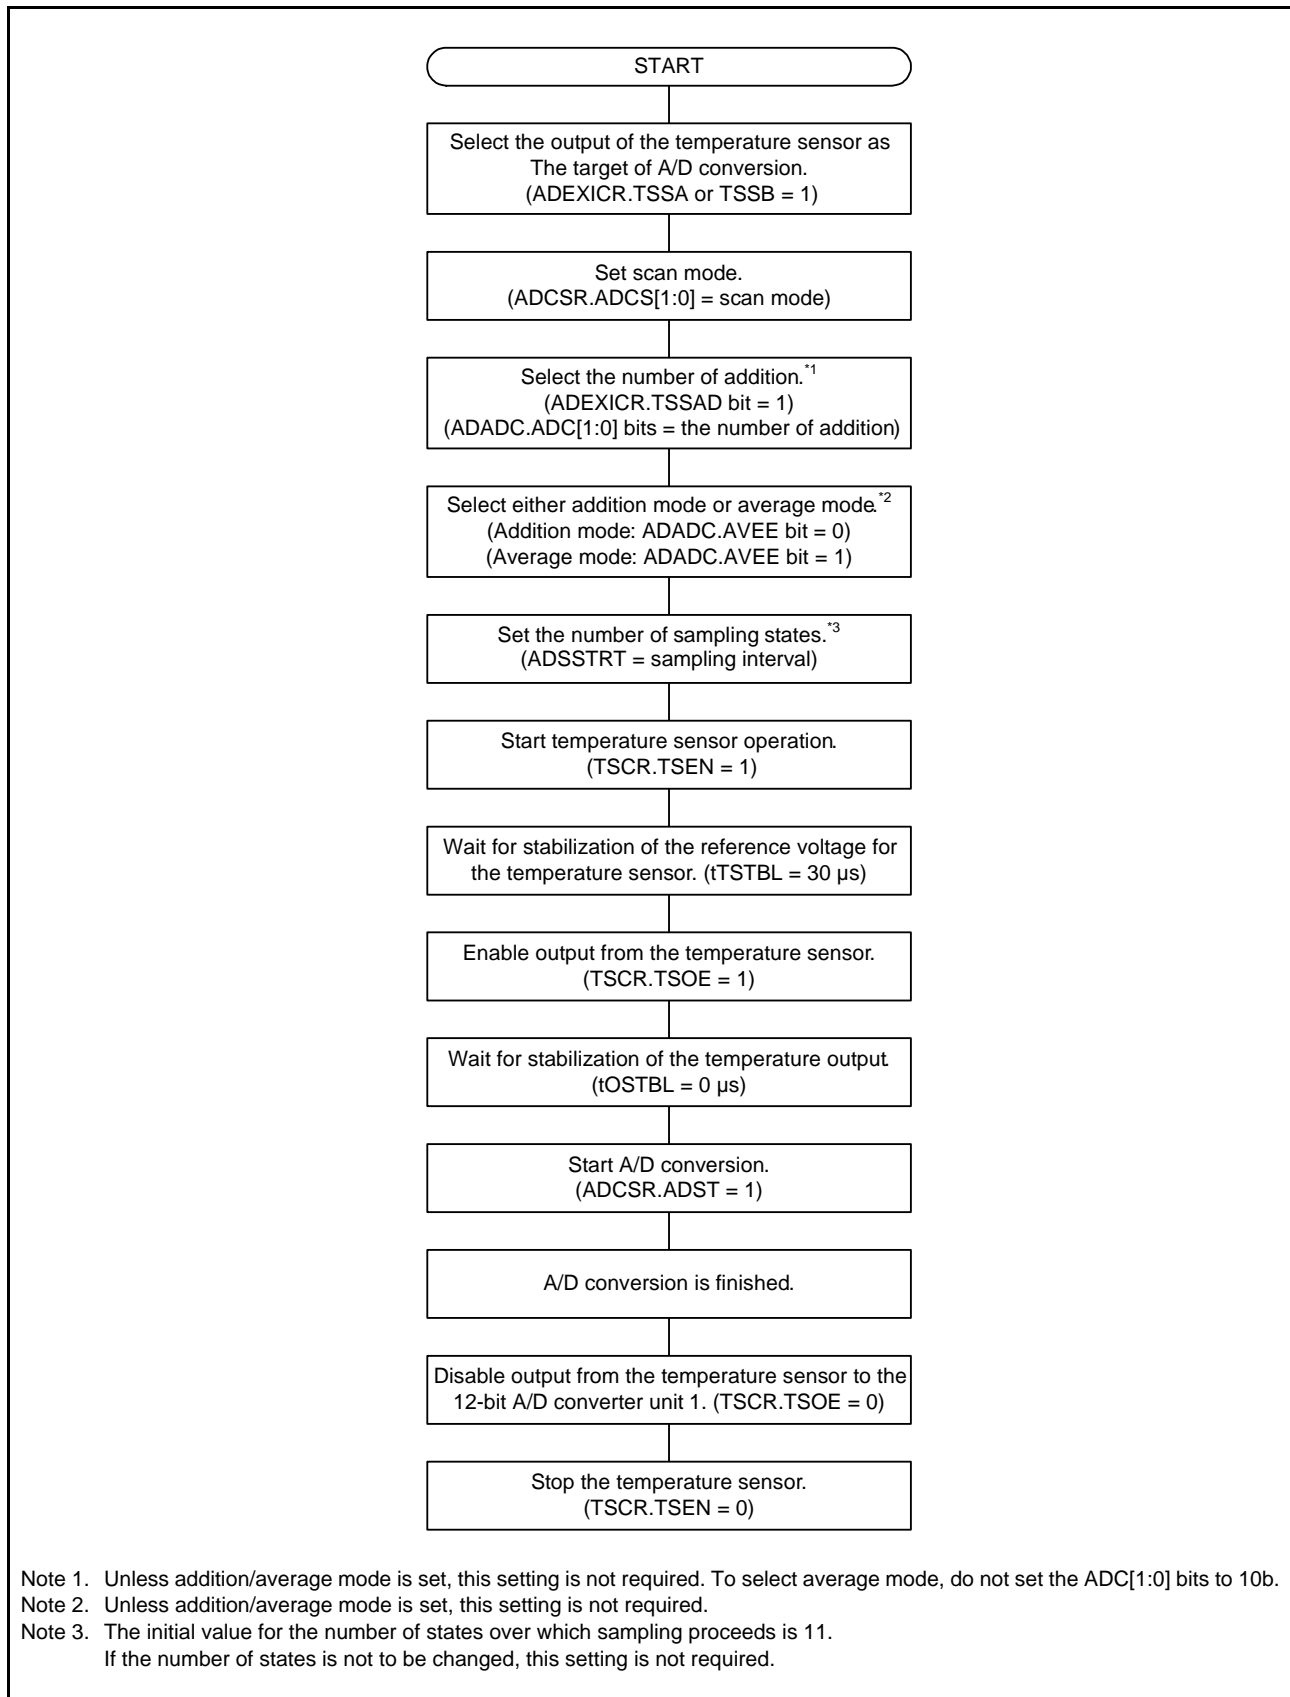 START
Select the output of the temperature sensor as
The target of A/D conversion.
(ADEXICR.TSSA or TSSB = 1)
Set scan mode.
(ADCSR.ADCS[1:0] = scan mode)
Select the number of addition.*1
(ADEXICR.TSSAD bit = 1)
(ADADC.ADC[1:0] bits = the number of addition)
Select either addition mode or average mode.*2
(Addition mode: ADADC.AVEE bit = 0)
(Average mode: ADADC.AVEE bit = 1)
Set the number of sampling states.*3
(ADSSTRT = sampling interval)
Start temperature sensor operation.
(TSCR.TSEN = 1)
Wait for stabilization of the reference voltage for
the temperature sensor. (tTSTBL = 30 µs)
Enable output from the temperature sensor.
(TSCR.TSOE = 1)
Wait for stabilization of the temperature output.
(tOSTBL = 0 µs)
Start A/D conversion.
(ADCSR.ADST = 1)
A/D conversion is finished.
Disable output from the temperature sensor to the
12-bit A/D converter unit 1. (TSCR.TSOE = 0)
Stop the temperature sensor.
(TSCR.TSEN = 0)
Note 1. Unless addition/average mode is set, this setting is not required. To select average mode, do not set the ADC[1:0] bits to 10b.
Note 2. Unless addition/average mode is set, this setting is not required.
Note 3. The initial value for the number of states over which sampling proceeds is 11.
If the number of states is not to be changed, this setting is not required.